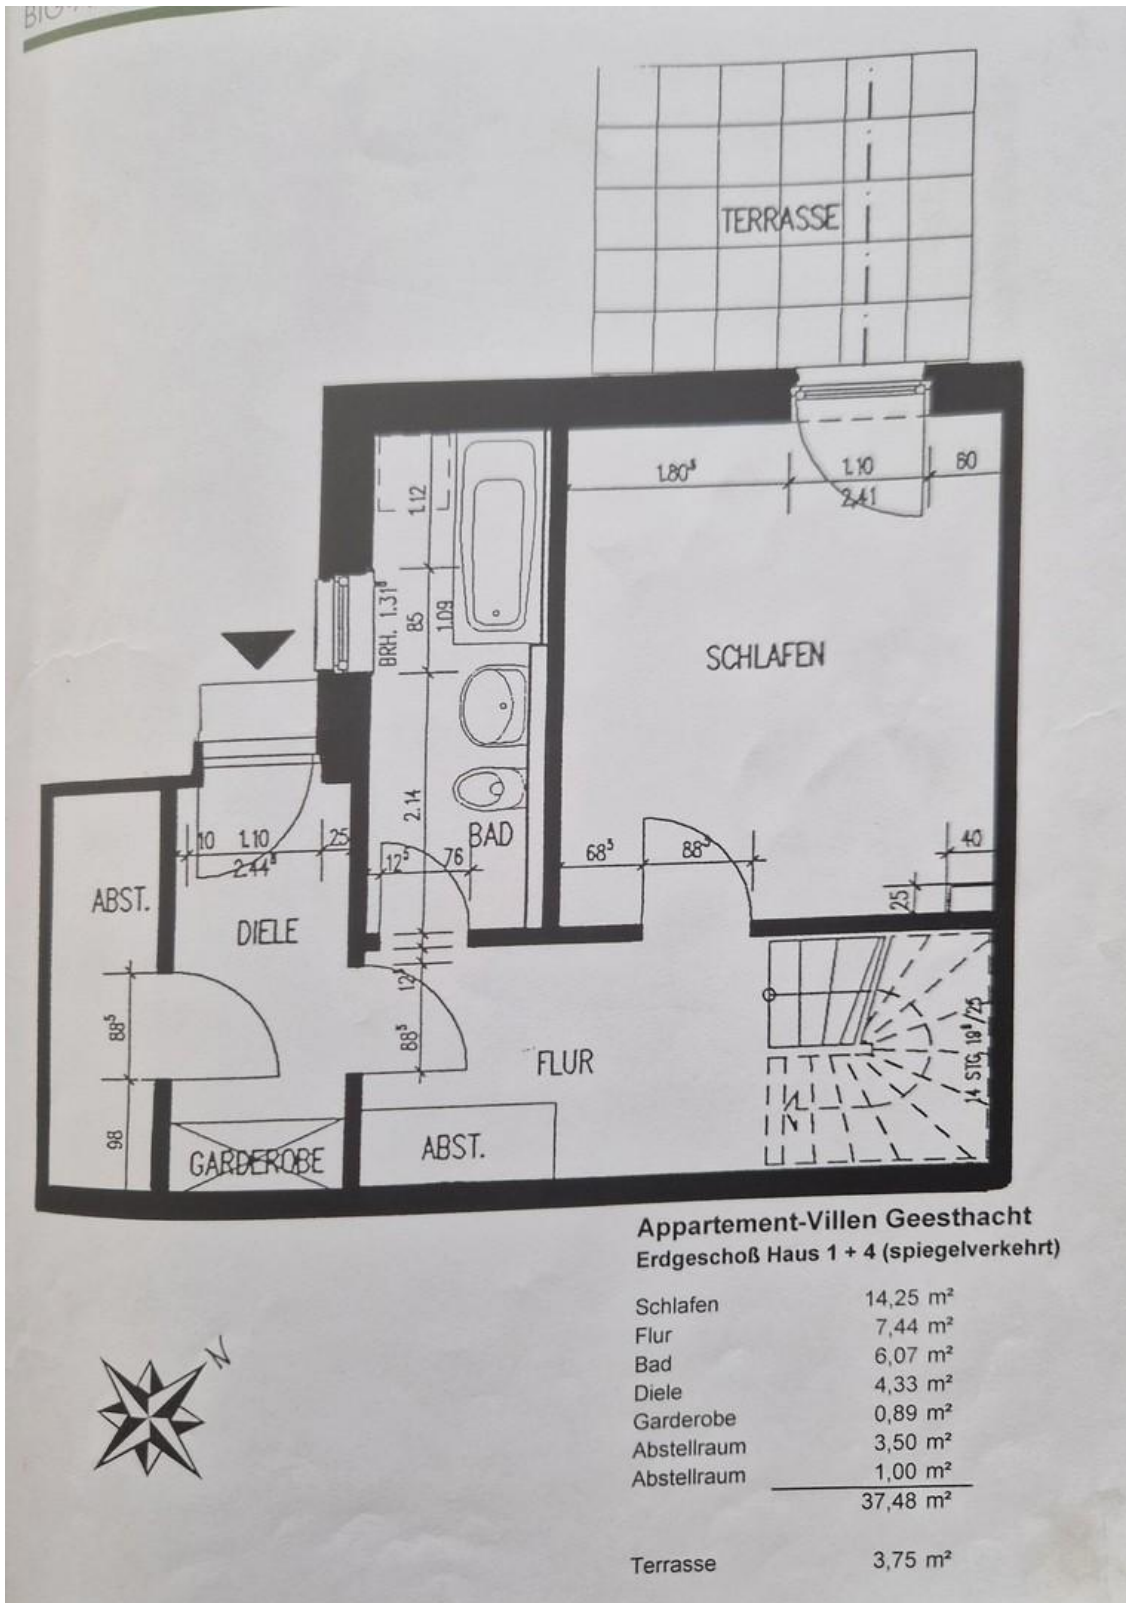 TERRASSE
1.80⁵
1.10
60
2,41
1.12
BRH. 1.31⁸
85
1.09
SCHLAFEN
2.14
BAD
10
1.10
25
2.44⁵
12⁵
76
68⁵
88⁵
40
25
ABST.
DIELE
12⁵
88⁵
88⁵
FLUR
98
GARDEROBE
ABST.
N
Appartement-Villen Geesthacht
Erdgeschoß Haus 1 + 4 (spiegelverkehrt)
Schlafen 14,25 m²
Flur 7,44 m²
Bad 6,07 m²
Diele 4,33 m²
Garderobe 0,89 m²
Abstellraum 3,50 m²
Abstellraum 1,00 m²
37,48 m²
Terrasse 3,75 m²